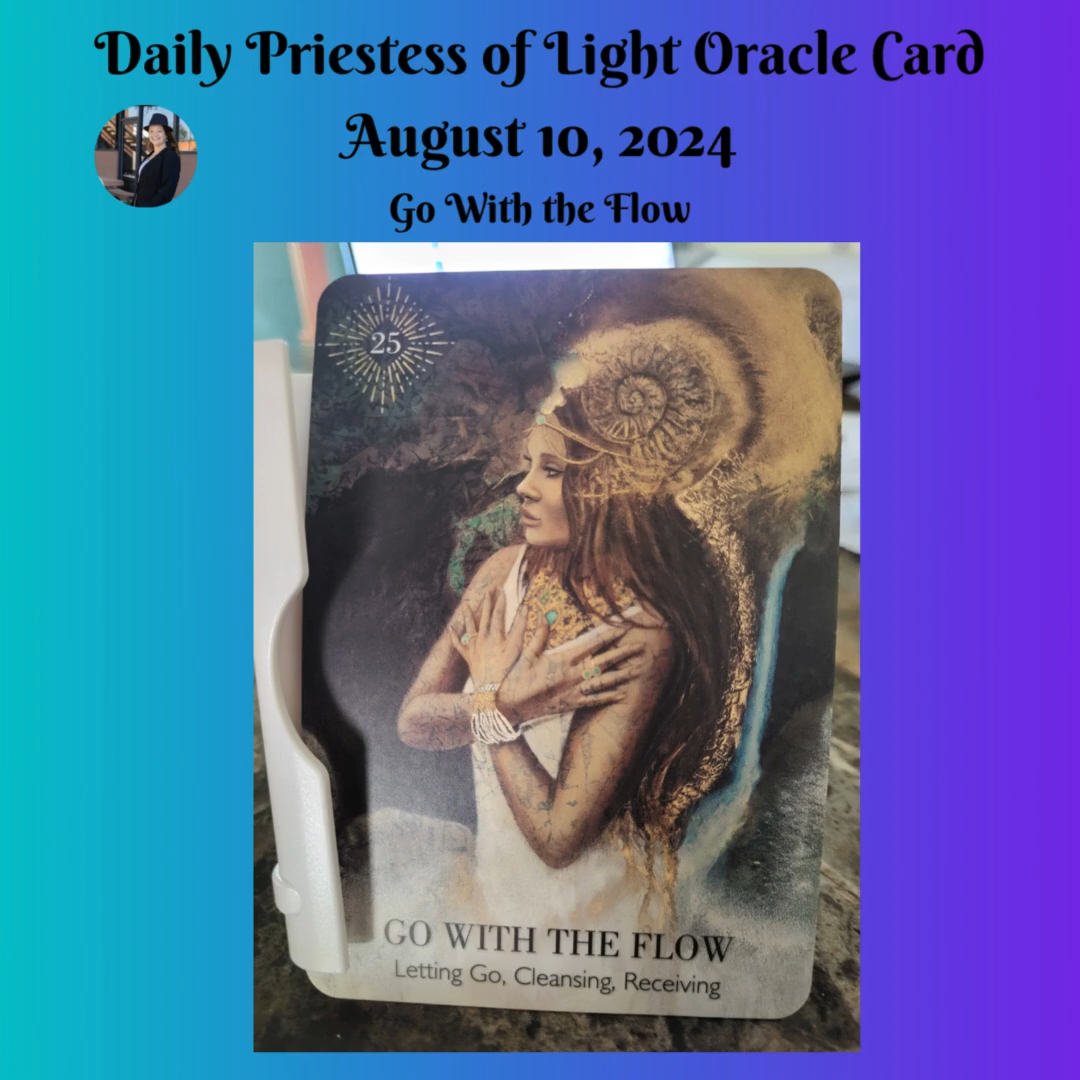 Daily Priestess of Light Oracle Card
August 10, 2024
Go With the Flow
25
GO WITH THE FLOW
Letting Go, Cleansing, Receiving